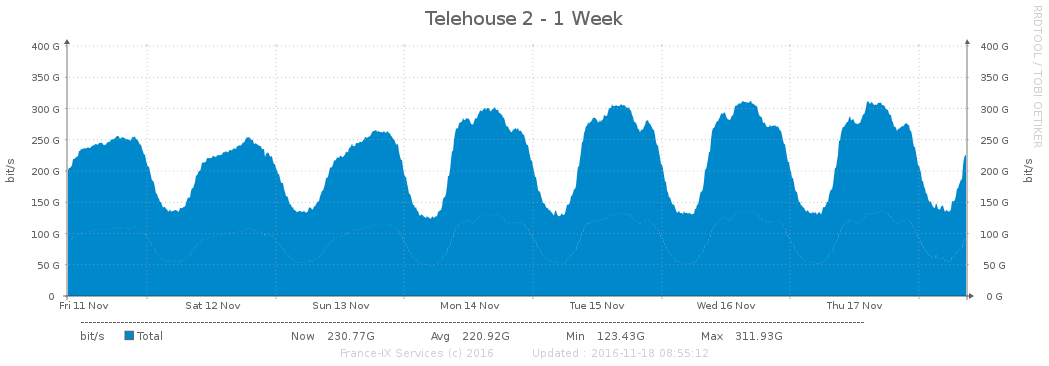 Telehouse 2 - 1 Week
RRDTOOL / TOBI OETIKER
bit/s
400 G
350 G
300 G
250 G
200 G
150 G
100 G
50 G
0
400 G
350 G
300 G
250 G
200 G
150 G
100 G
50 G
0 G
bit/s
Fri 11 Nov Sat 12 Nov Sun 13 Nov Mon 14 Nov Tue 15 Nov Wed 16 Nov Thu 17 Nov
bit/s Total Now 230.77G Avg 220.92G Min 123.43G Max 311.93G
France-IX Services (c) 2016 Updated : 2016-11-18 08:55:12